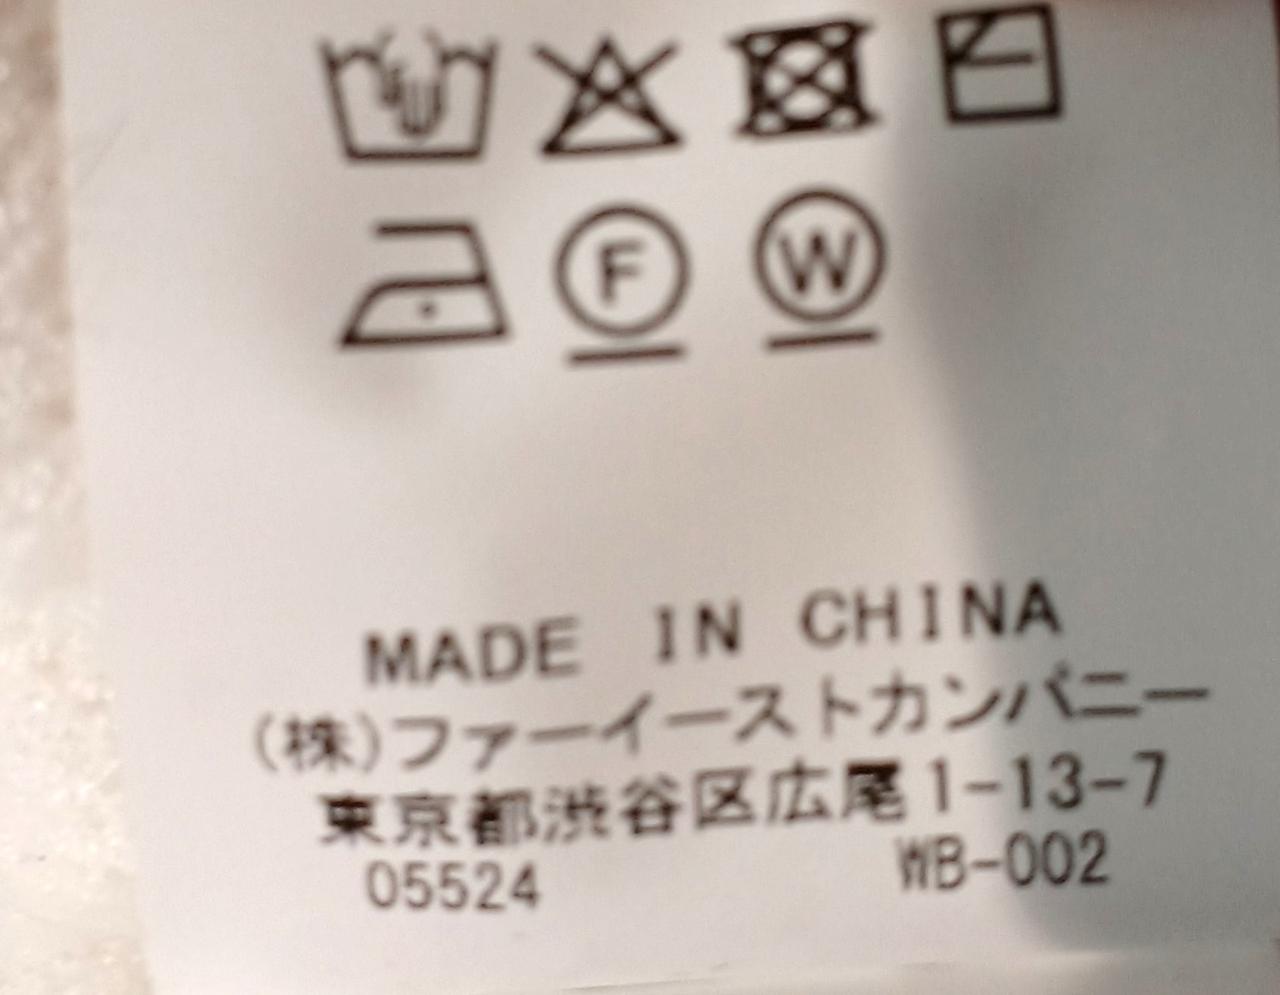 F W
MADE IN CHINA
(株)ファーイーストカンパニー
東京都渋谷区広尾1-13-7
05524 WB-002